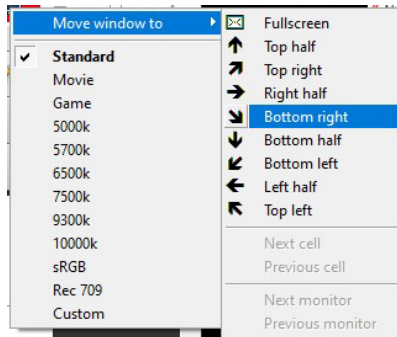 Move window to
Standard
Movie
Game
5000k
5700k
6500k
7500k
9300k
10000k
sRGB
Rec 709
Custom
Fullscreen
Top half
Top right
Right half
Bottom right
Bottom half
Bottom left
Left half
Top left
Next cell
Previous cell
Next monitor
Previous monitor